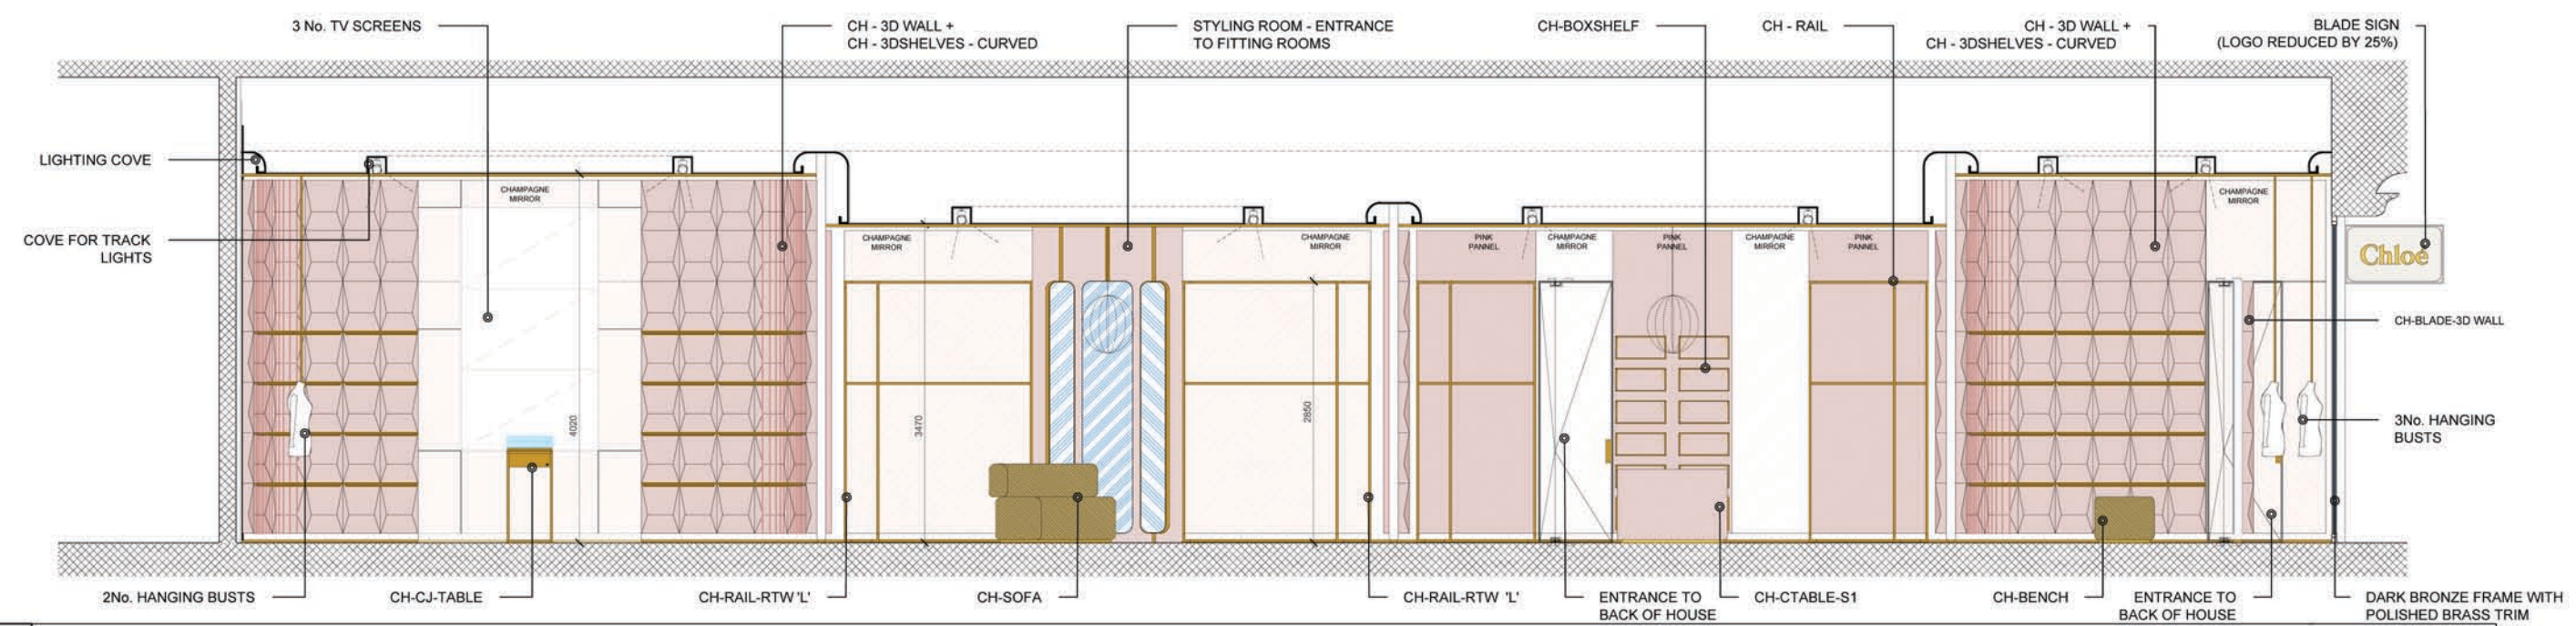 3 No. TV SCREENS
CH - 3D WALL +
CH - 3DSHELVES - CURVED
STYLING ROOM - ENTRANCE
TO FITTING ROOMS
CH-BOXSHELF
CH - RAIL
CH - 3D WALL +
CH - 3DSHELVES - CURVED
BLADE SIGN
(LOGO REDUCED BY 25%)
LIGHTING COVE
COVE FOR TRACK
LIGHTS
CHAMPAGNE
MIRROR
CHAMPAGNE
MIRROR
CHAMPAGNE
MIRROR
PINK
PANNEL
CHAMPAGNE
MIRROR
PINK
PANNEL
CHAMPAGNE
MIRROR
PINK
PANNEL
CHAMPAGNE
MIRROR
Chloé
CH-BLADE-3D WALL
4020
3470
2850
3No. HANGING
BUSTS
2No. HANGING BUSTS
CH-CJ-TABLE
CH-RAIL-RTW 'L'
CH-SOFA
CH-RAIL-RTW 'L'
ENTRANCE TO
BACK OF HOUSE
CH-CTABLE-S1
CH-BENCH
ENTRANCE TO
BACK OF HOUSE
DARK BRONZE FRAME WITH
POLISHED BRASS TRIM